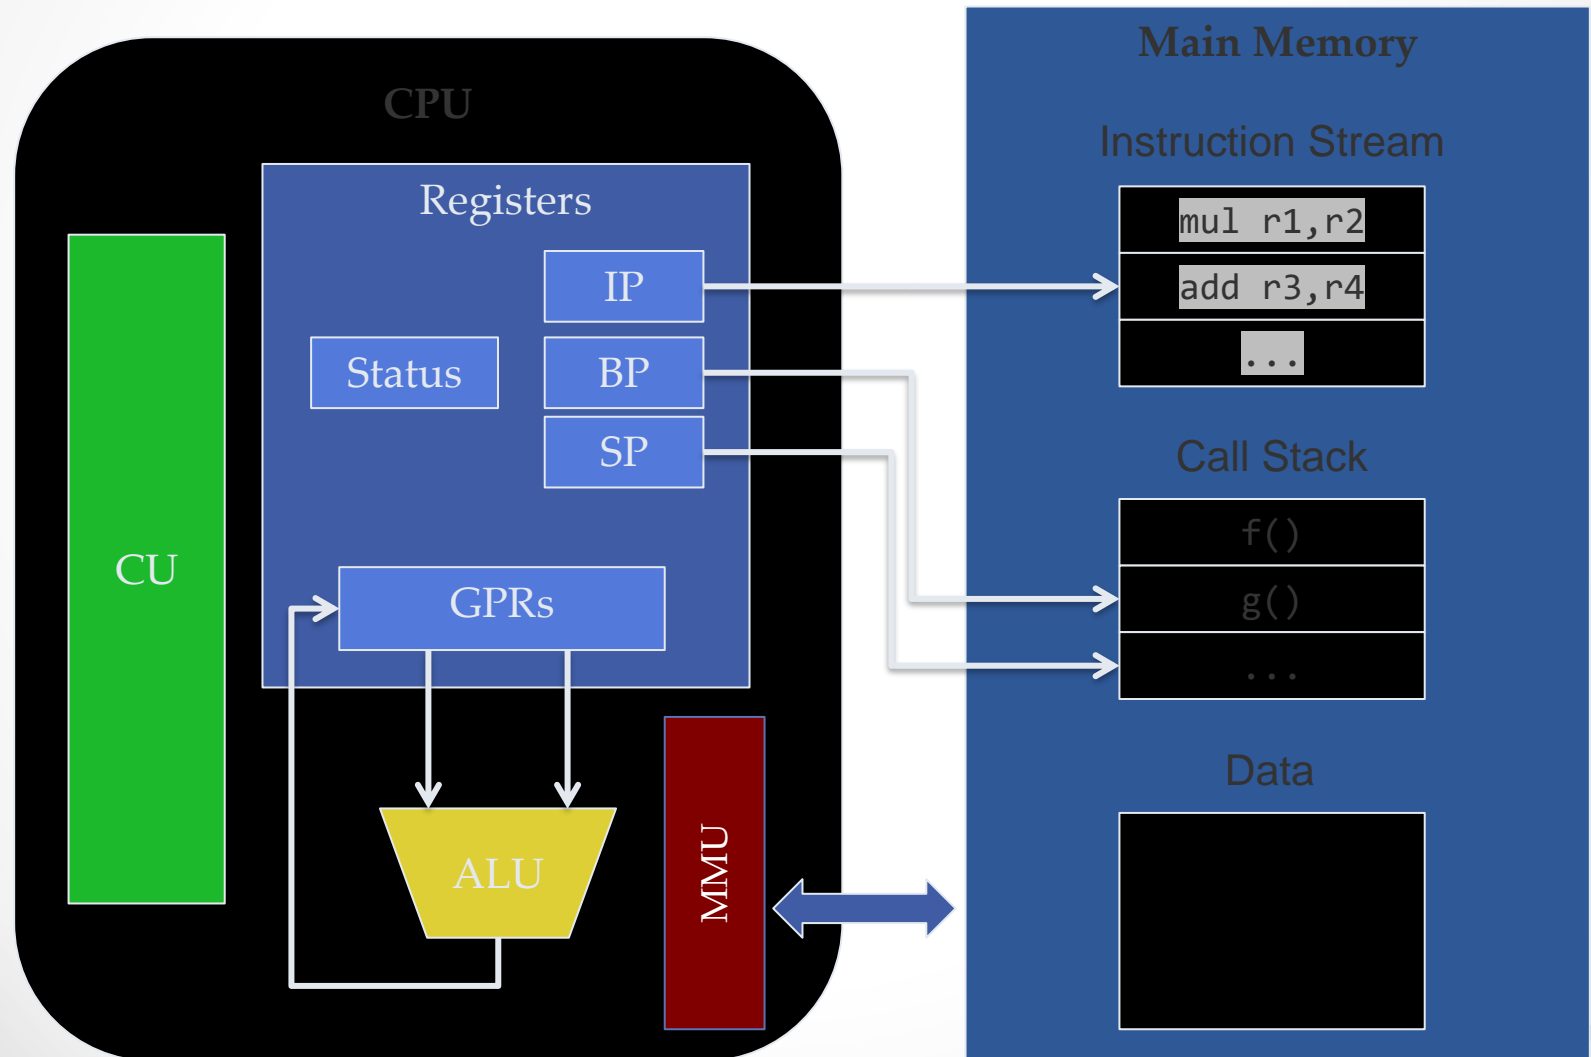 CPU
Registers
IP
Status
BP
SP
CU
GPRs
ALU
MMU
Main Memory
Instruction Stream
mul r1,r2
add r3,r4
...
Call Stack
f()
g()
...
Data